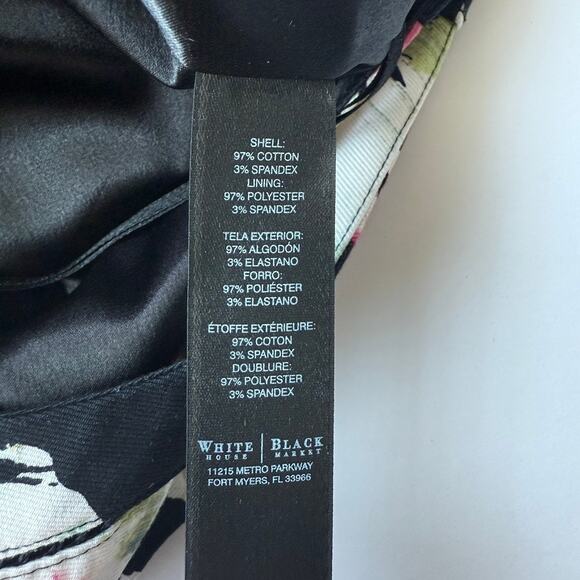 SHELL:
97% COTTON
3% SPANDEX
LINING:
97% POLYESTER
3% SPANDEX
TELA EXTERIOR:
97% ALGODÓN
3% ELASTANO
FORRO:
97% POLIÉSTER
3% ELASTANO
ÉTOFFE EXTÉRIEURE:
97% COTON
3% SPANDEX
DOUBLURE:
97% POLYESTER
3% SPANDEX
WHITE | BLACK
HOUSE MARKET
11215 METRO PARKWAY
FORT MYERS, FL 33966